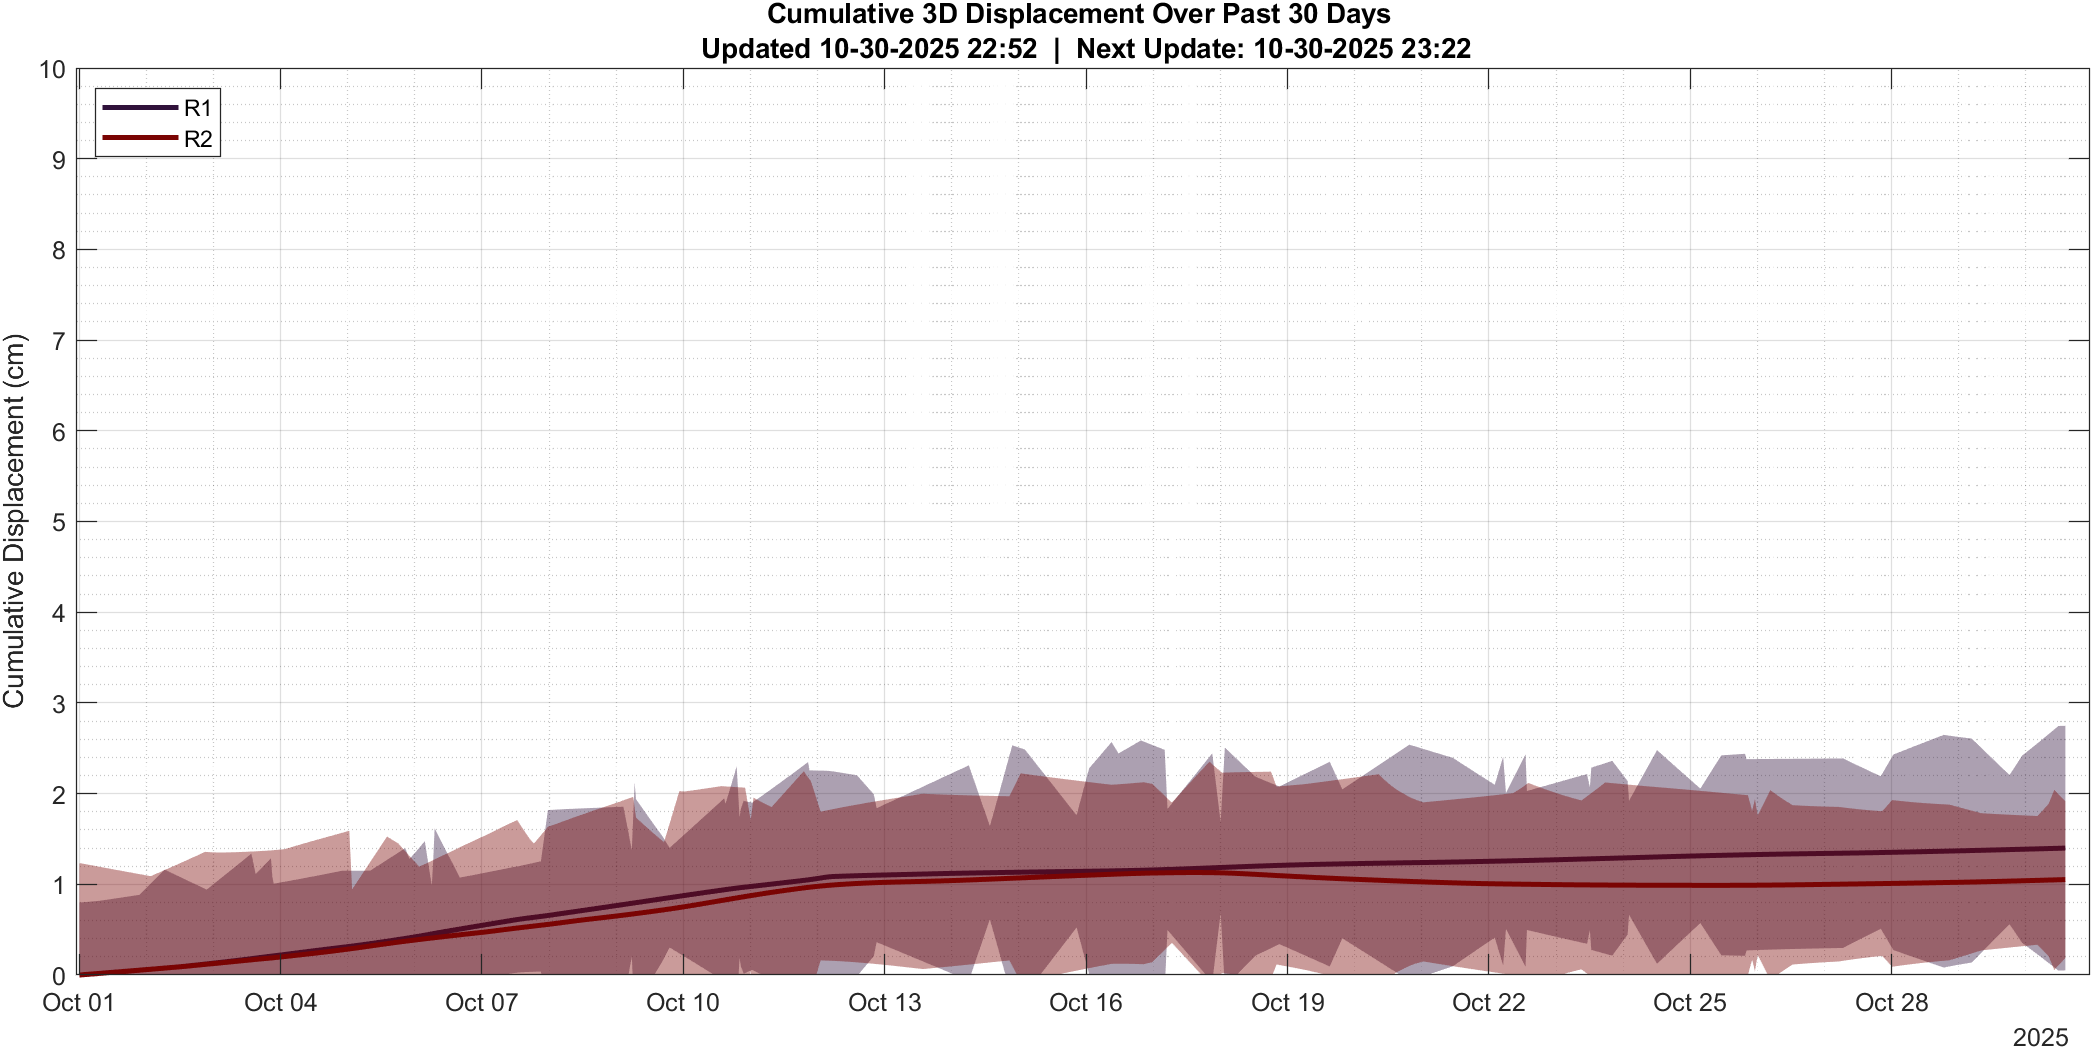 Cumulative 3D Displacement Over Past 30 Days
Updated 10-30-2025 22:52 | Next Update: 10-30-2025 23:22
R1
R2
Cumulative Displacement (cm)
10
9
8
7
6
5
4
3
2
1
0
Oct 01 Oct 04 Oct 07 Oct 10 Oct 13 Oct 16 Oct 19 Oct 22 Oct 25 Oct 28
2025